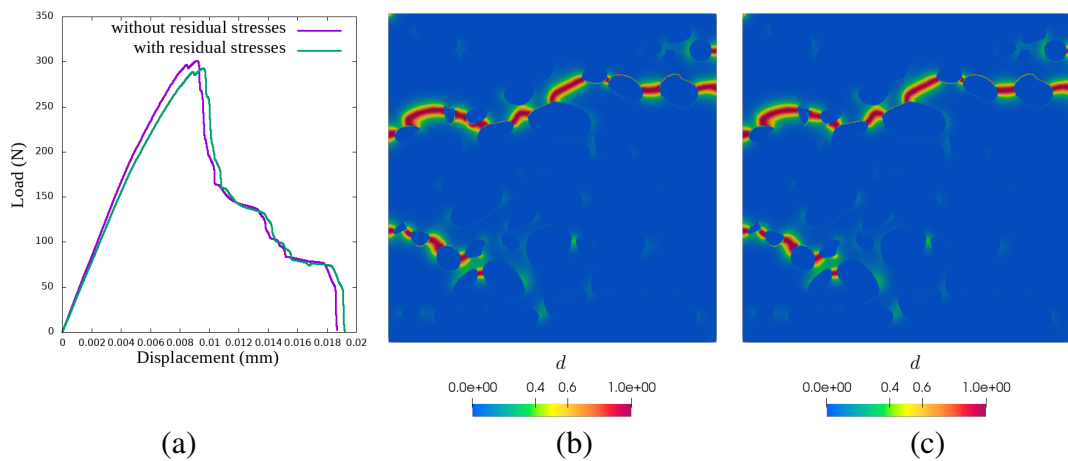 350
300
250
200
150
100
50
0
without residual stresses
with residual stresses
Load (N)
0 0.002 0.004 0.006 0.008 0.01 0.012 0.014 0.016 0.018 0.02
Displacement (mm)
(a)
d
0.0e+00 0.4 0.6 1.0e+00
(b)
d
0.0e+00 0.4 0.6 1.0e+00
(c)